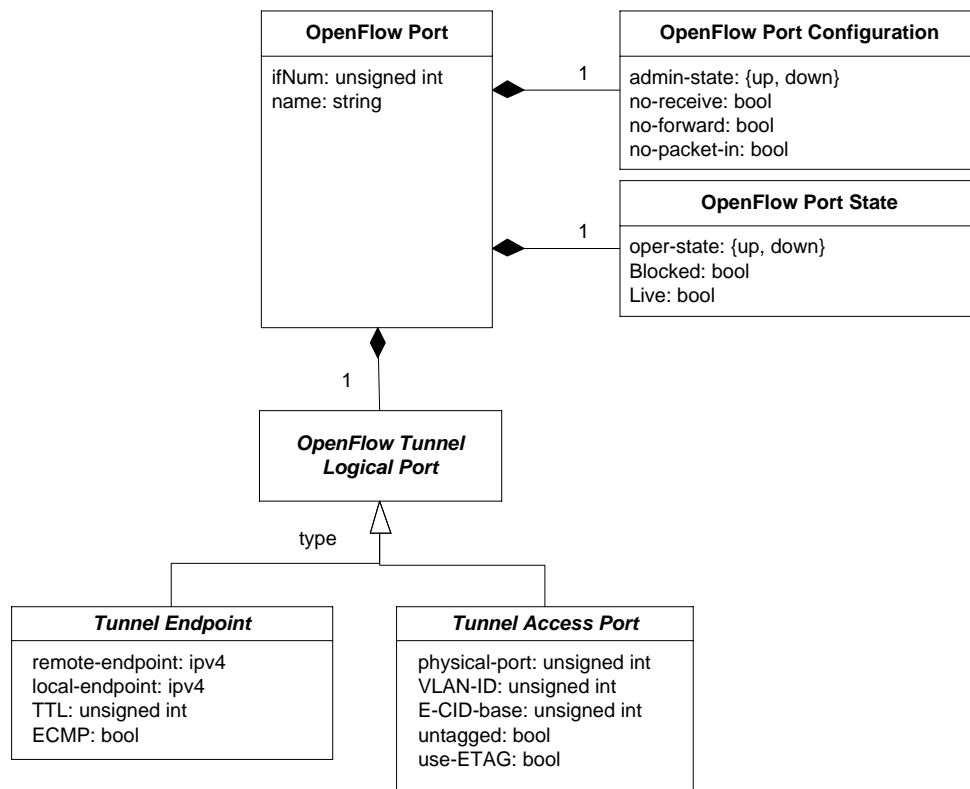 OpenFlow Port
ifNum: unsigned int
name: string
1
OpenFlow Port Configuration
admin-state: {up, down}
no-receive: bool
no-forward: bool
no-packet-in: bool
1
OpenFlow Port State
oper-state: {up, down}
Blocked: bool
Live: bool
1
OpenFlow Tunnel
Logical Port
type
Tunnel Endpoint
remote-endpoint: ipv4
local-endpoint: ipv4
TTL: unsigned int
ECMP: bool
Tunnel Access Port
physical-port: unsigned int
VLAN-ID: unsigned int
E-CID-base: unsigned int
untagged: bool
use-ETAG: bool